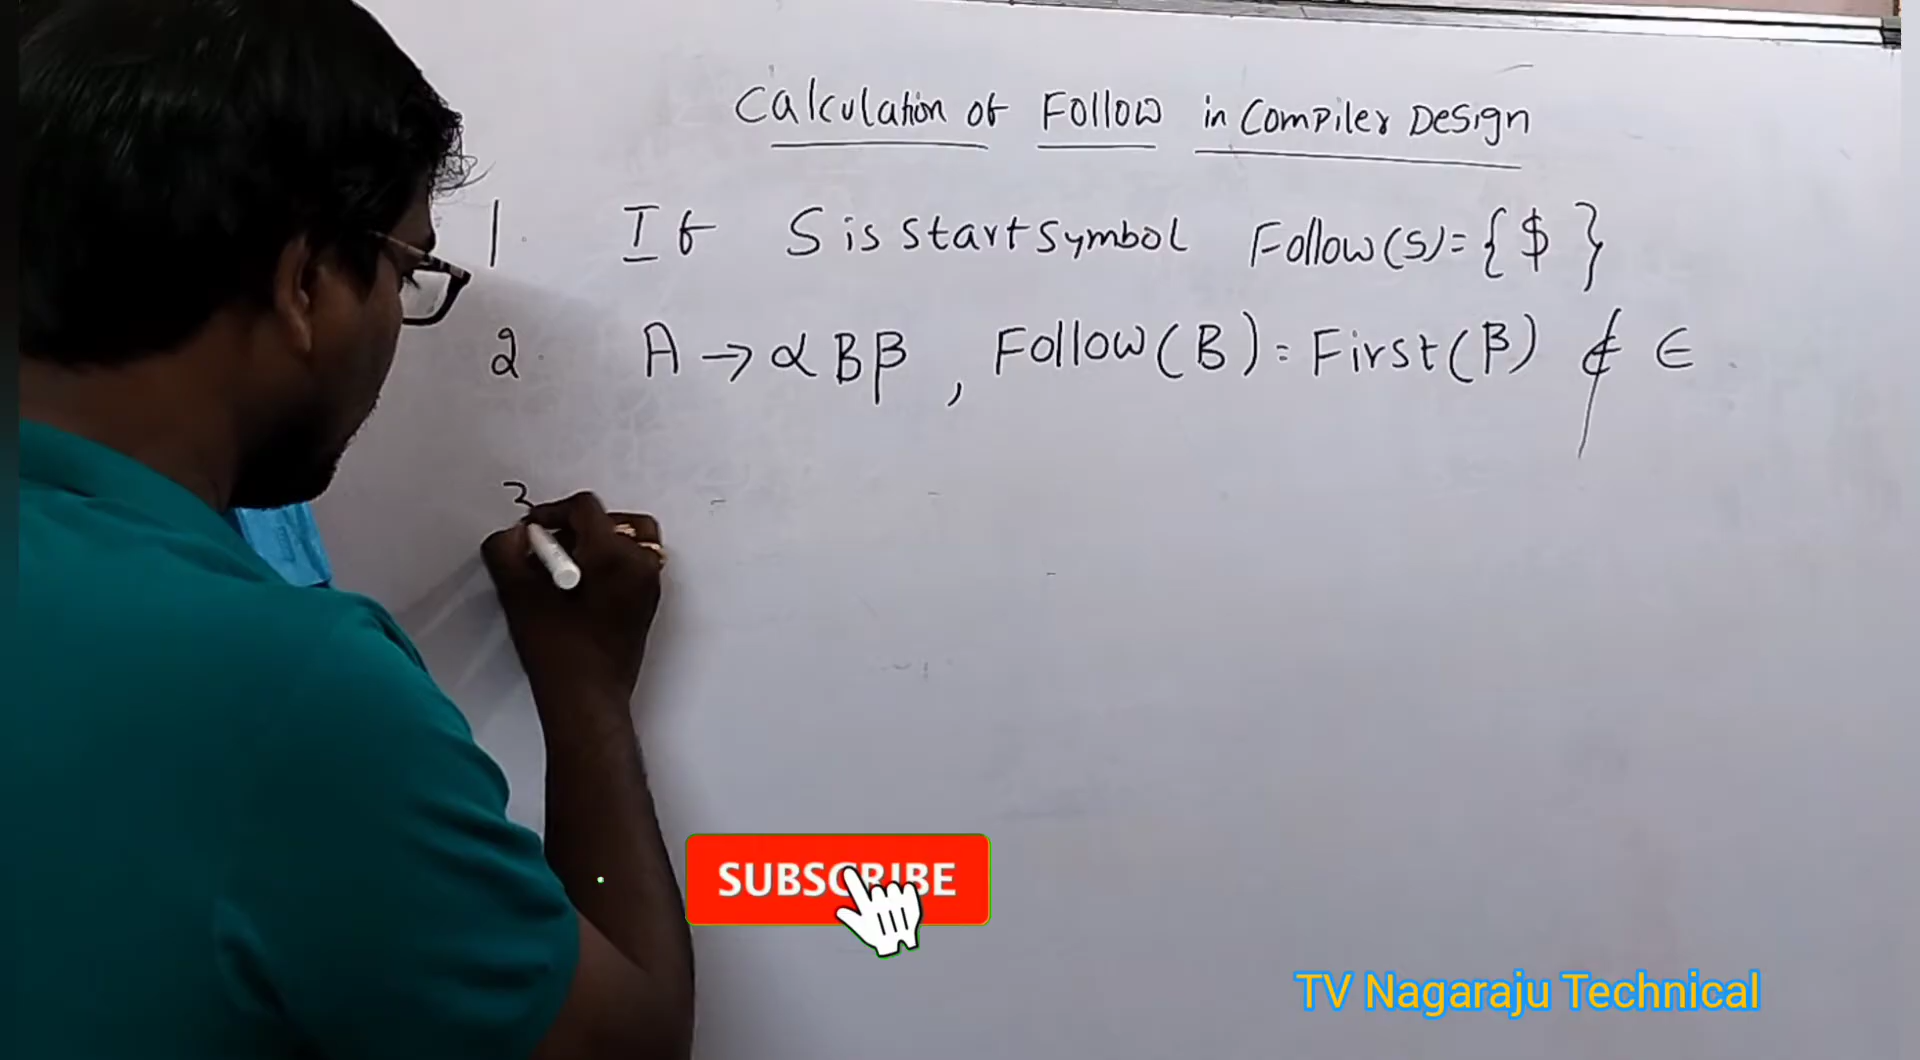 Calculation of Follow in Compiler Design
1. If S is start symbol Follow(S)={$}
2. A → αBβ, Follow(B)=First(β) ∉ ∈
3
SUBSCRIBE
TV Nagaraju Technical